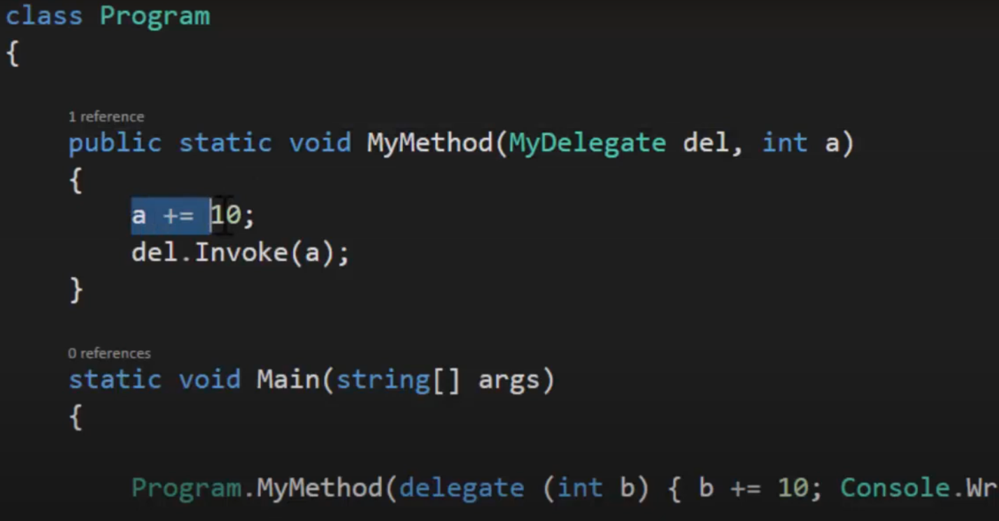 class Program
{
1 reference
public static void MyMethod(MyDelegate del, int a)
{
a += 10;
del.Invoke(a);
}
0 references
static void Main(string[] args)
{
Program.MyMethod(delegate (int b) { b += 10; Console.Wr